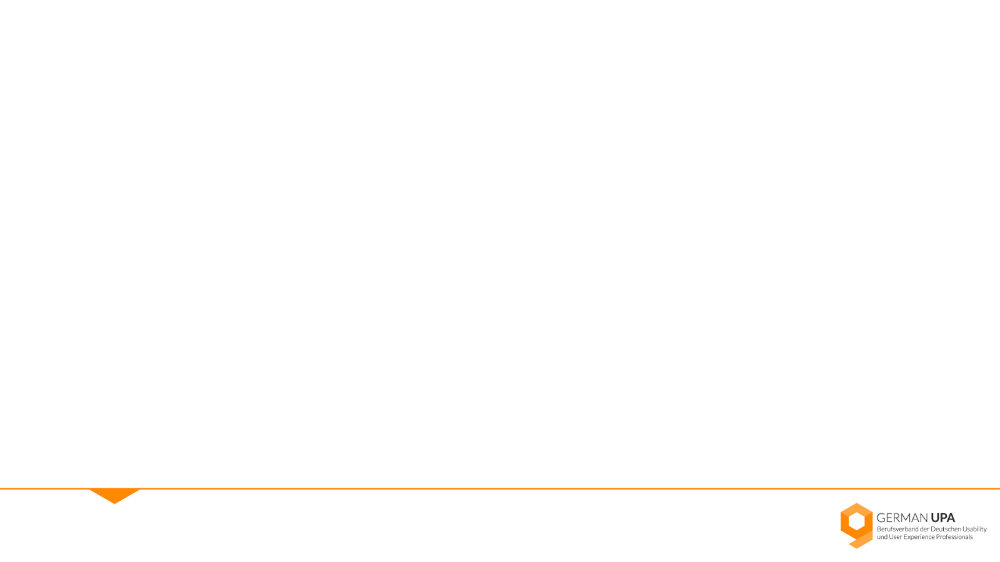 GERMAN UPA
Berufsverband der Deutschen Usability
und User Experience Professionals